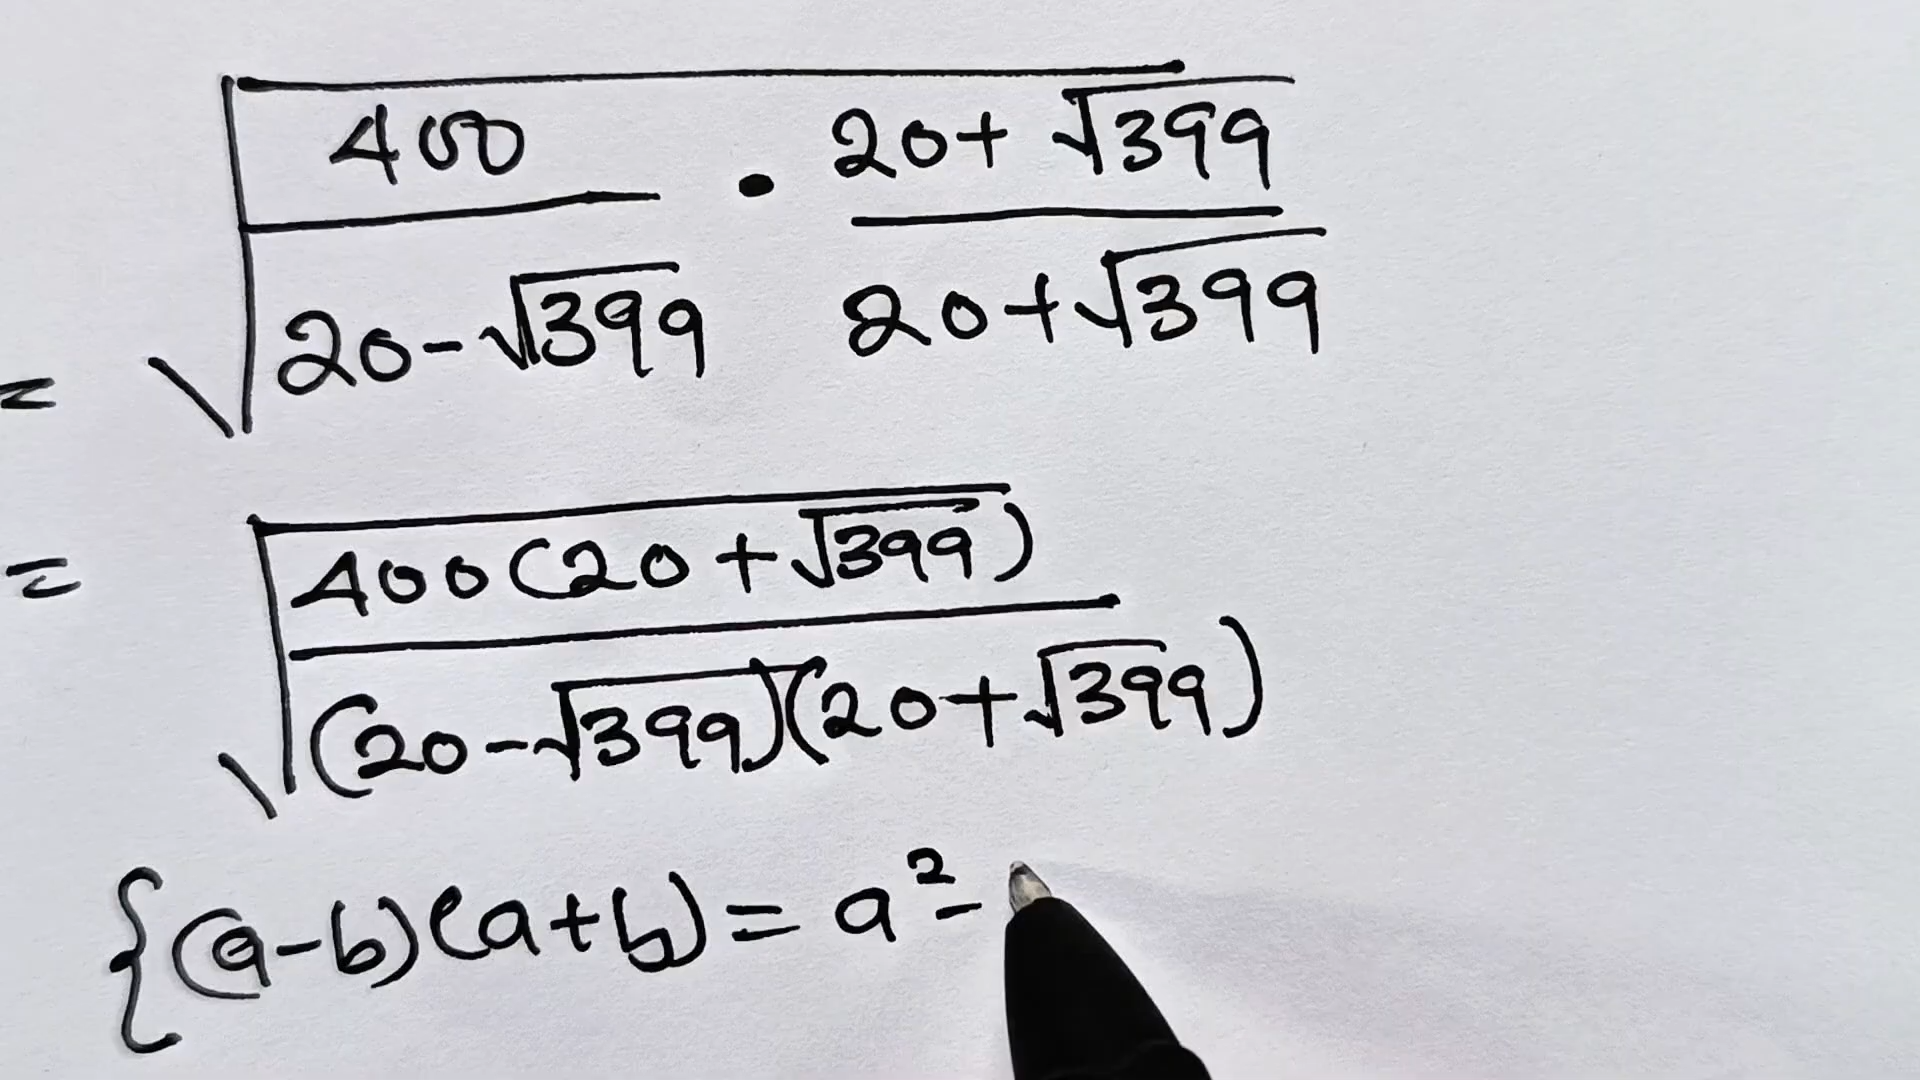 = √(400/(20-√399) · (20+√399)/(20+√399))
= √(400(20+√399)/((20-√399)(20+√399)))
{(a-b)(a+b) = a² -